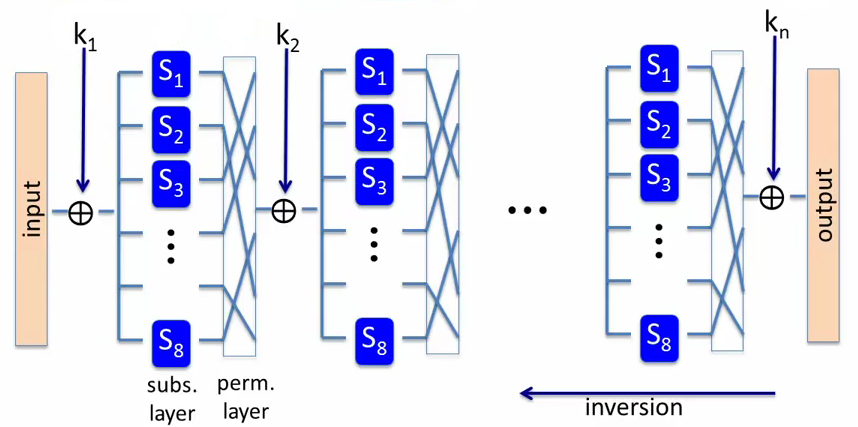 k1
k2
kn
input
S1
S2
S3
S8
subs.
layer
perm.
layer
S1
S2
S3
S8
...
S1
S2
S3
S8
output
inversion